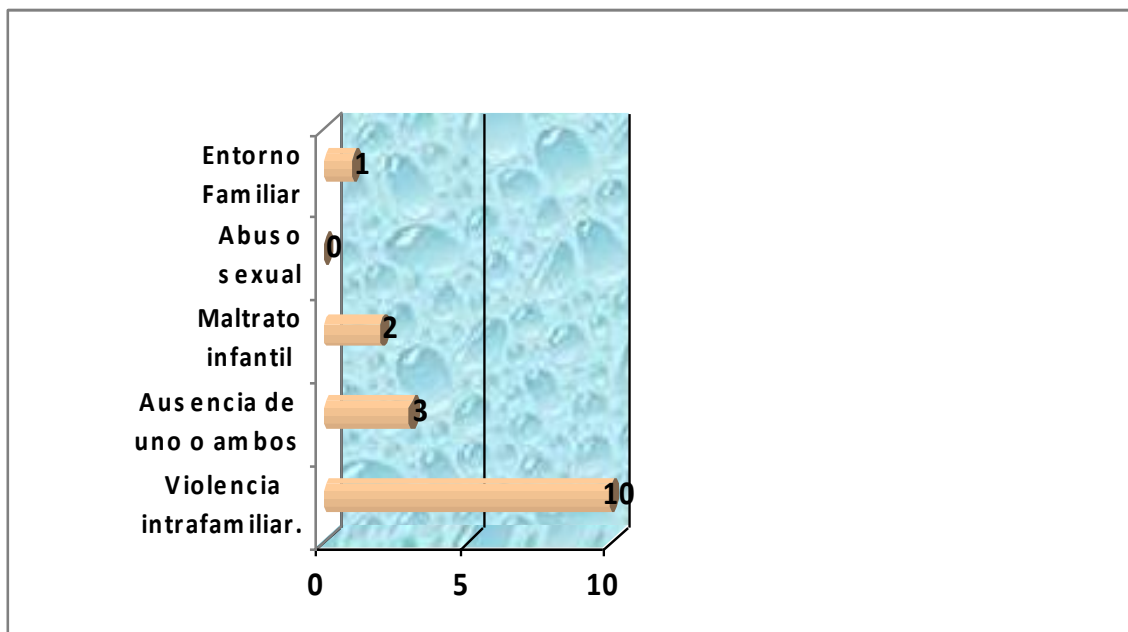 Entorno
Familiar
1
Abuso
sexual
0
Maltrato
infantil
2
Ausencia de
uno o ambos
3
Violencia
intrafamiliar.
10
0 5 10